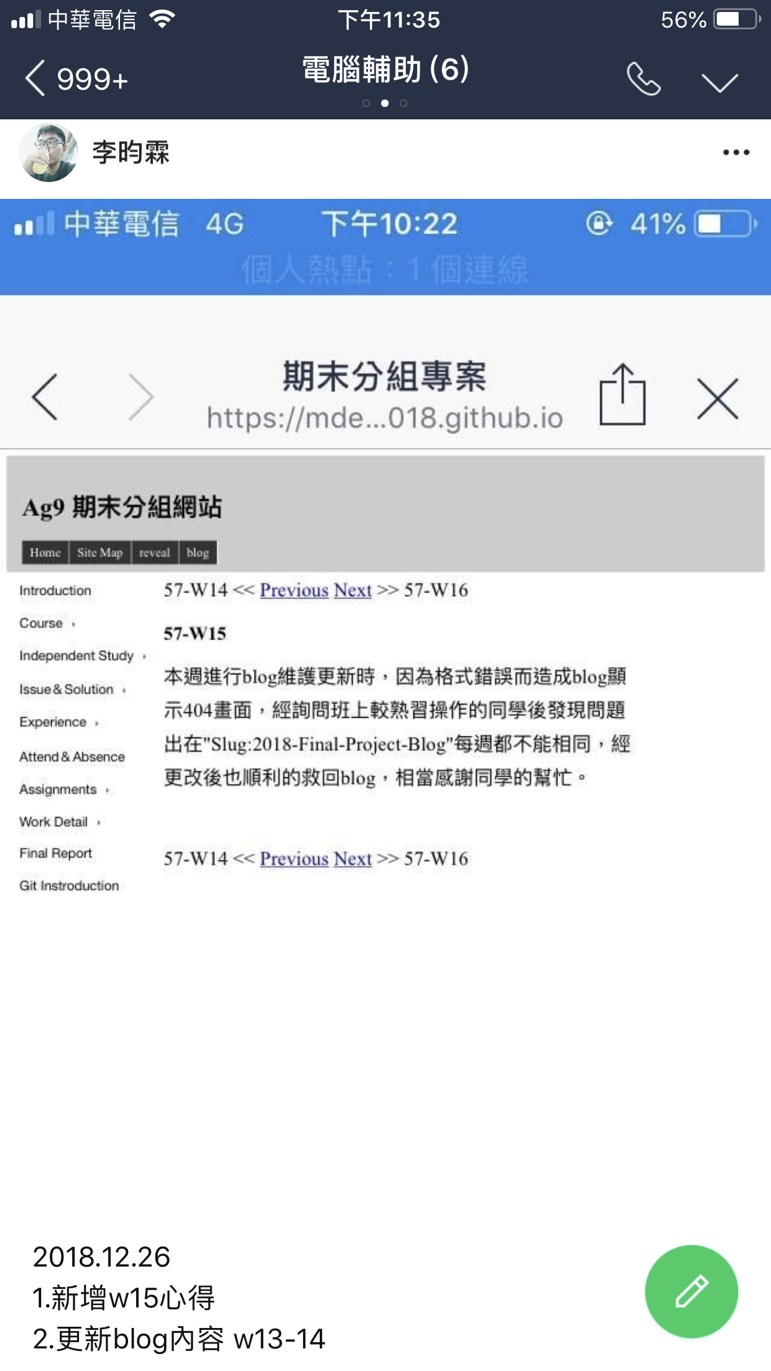 中華電信 下午11:35 56%
999+ 電腦輔助 (6)
李昀霖
中華電信 4G 下午10:22 41%
個人熱點：1 個連線
期末分組專案
https://mde...018.github.io
Ag9 期末分組網站
Home Site Map reveal blog
Introduction
Course
Independent Study
Issue & Solution
Experience
Attend & Absence
Assignments
Work Detail
Final Report
Git Instroduction
57-W14 << Previous Next >> 57-W16
57-W15
本週進行blog維護更新時，因為格式錯誤而造成blog顯
示404畫面，經詢問班上較熟習操作的同學後發現問題
出在"Slug:2018-Final-Project-Blog"每週都不能相同，經
更改後也順利的救回blog，相當感謝同學的幫忙。
57-W14 << Previous Next >> 57-W16
2018.12.26
1.新增w15心得
2.更新blog內容 w13-14